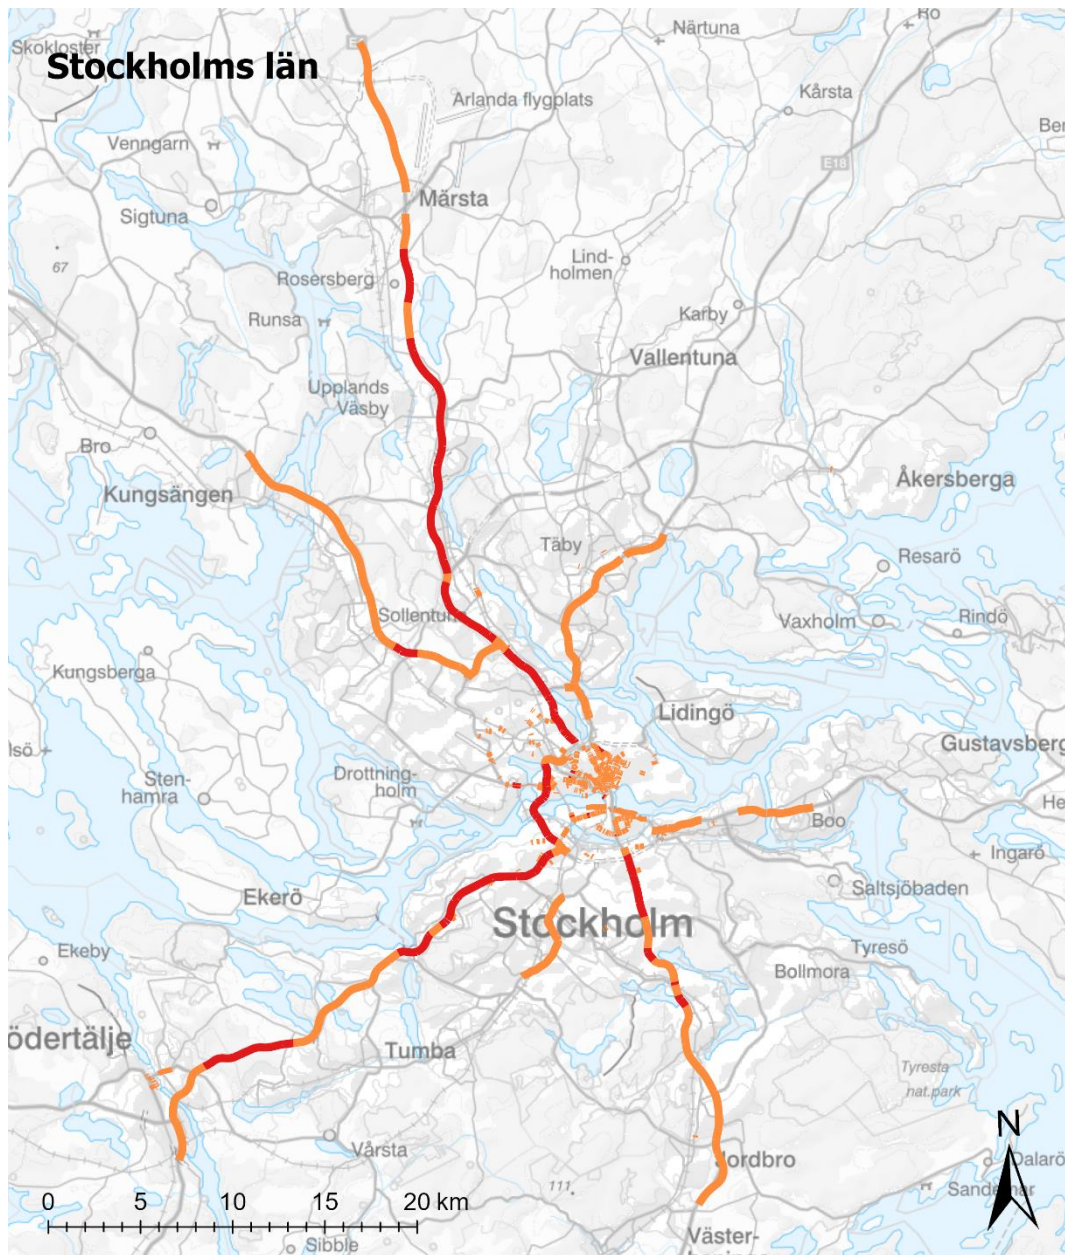 Skokloster
Närtuna
Stockholms län
Arlanda flygplats
Kårsta
Venngarn
E18
Sigtuna
Märsta
67
Lind-
holmen
Rosersberg
Runsa
Karby
Vallentuna
Upplands
Väsby
Bro
Kungsängen
Åkersberga
Täby
Resarö
Sollentuna
Vaxholm
Rindö
Kungsberga
Lidingö
Gustavsberg
Sten-
hamra
Drottning-
holm
Boo
Ingarö
Ekerö
Saltsjöbaden
Stockholm
Ekeby
Tyresö
Bollmora
ödertälje
Tumba
Tyresta
nat.park
N
Vårsta
Jordbro
Dalarö
111
0 5 10 15 20 km
Sibble
Väster-